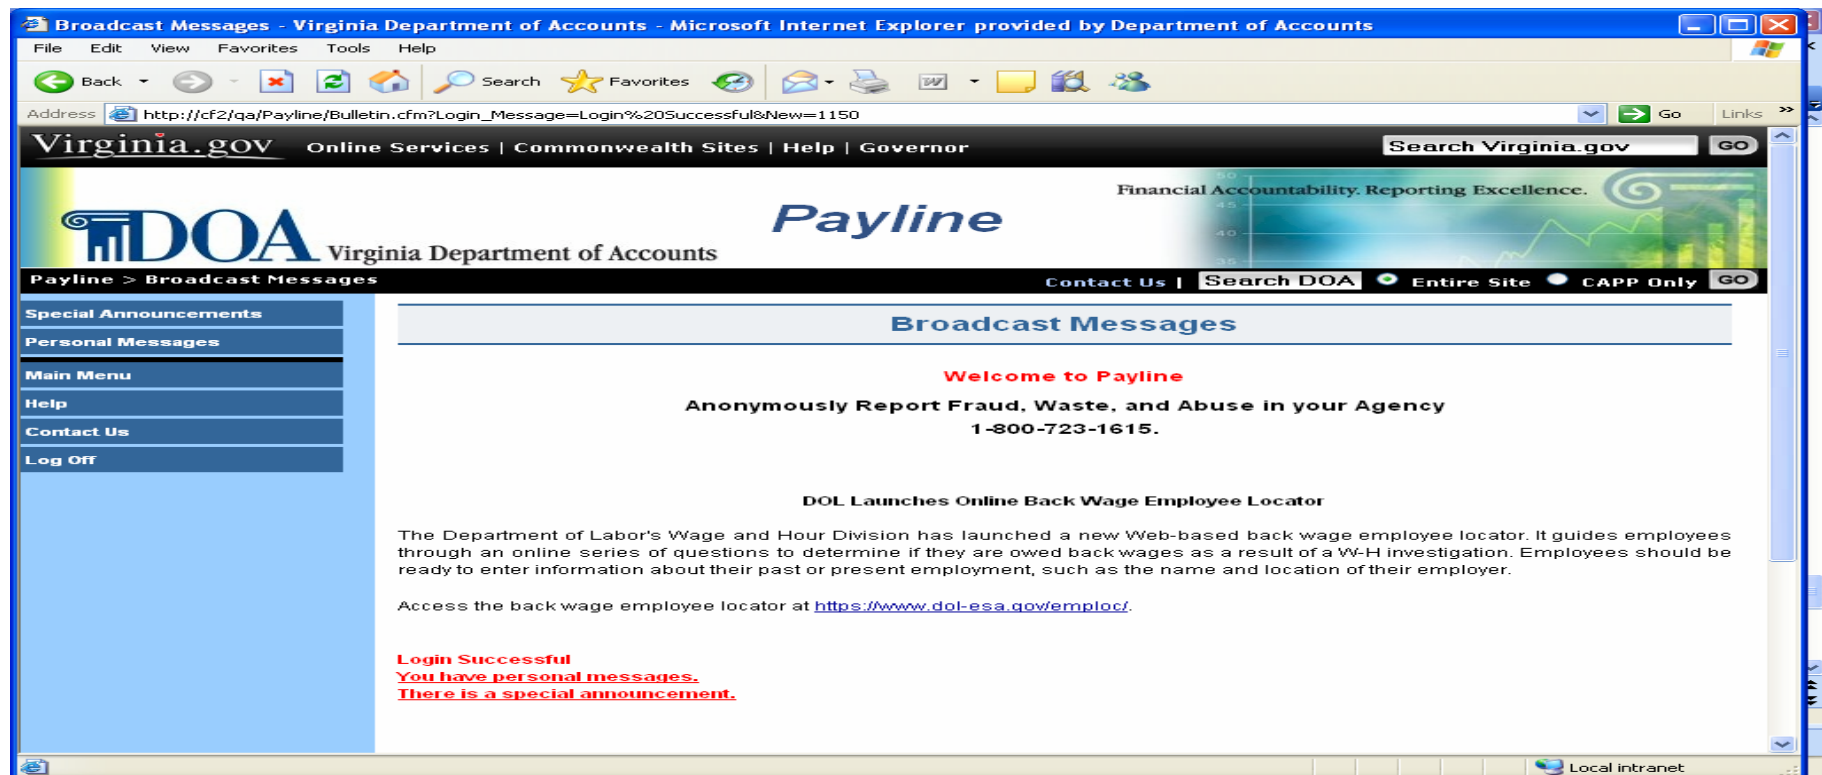 Broadcast Messages - Virginia Department of Accounts - Microsoft Internet Explorer provided by Department of Accounts
File Edit View Favorites Tools Help
Back Search Favorites
Address http://cf2/qa/Payline/Bulletin.cfm?Login_Message=Login%20Successful&New=1150 Go Links »
Virginia.gov Online Services | Commonwealth Sites | Help | Governor Search Virginia.gov GO
Financial Accountability. Reporting Excellence.
Payline
DOA Virginia Department of Accounts
50
45
40
35
Payline > Broadcast Messages Contact Us | Search DOA Entire Site CAPP Only GO
Special Announcements
Personal Messages
Main Menu
Help
Contact Us
Log Off
Broadcast Messages
Welcome to Payline
Anonymously Report Fraud, Waste, and Abuse in your Agency
1-800-723-1615.
DOL Launches Online Back Wage Employee Locator
The Department of Labor's Wage and Hour Division has launched a new Web-based back wage employee locator. It guides employees
through an online series of questions to determine if they are owed back wages as a result of a W-H investigation. Employees should be
ready to enter information about their past or present employment, such as the name and location of their employer.
Access the back wage employee locator at https://www.dol-esa.gov/emploc/.
Login Successful
You have personal messages.
There is a special announcement.
Local intranet